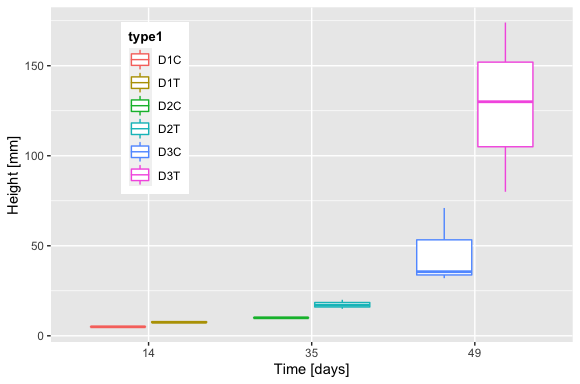 type1
D1C
D1T
D2C
D2T
D3C
D3T
150
100
50
0
Height [mm]
14 35 49
Time [days]